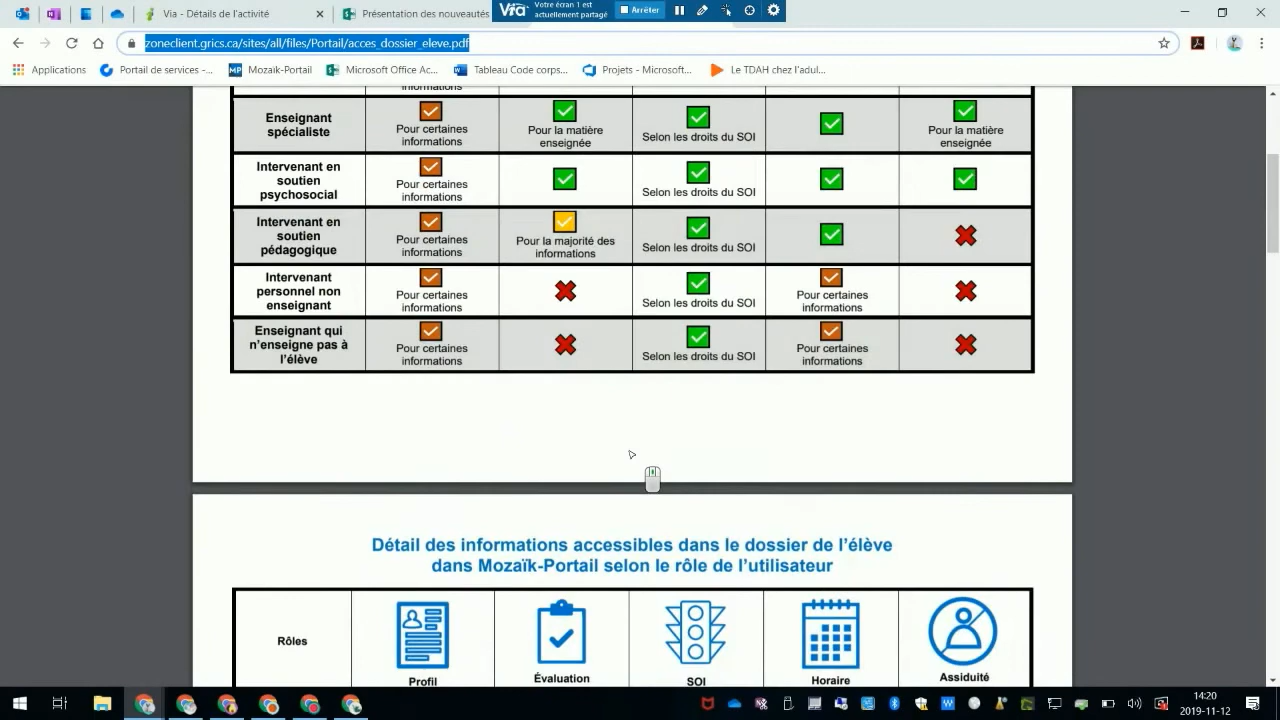 Via - Détails de l'activité
Présentation des nouveautés
Via
Votre écran 1 est
actuellement partagé
Arrêter
zoneclient.grics.ca/sites/all/files/Portail/acces_dossier_eleve.pdf
Applications
Portail de services -...
MP
Mozaik-Portail
Microsoft Office Ac...
Tableau Code corps...
Projets - Microsoft...
Le TDAH chez l'adul...
informations
Enseignant
spécialiste
Pour certaines
informations
Pour la matière
enseignée
Selon les droits du SOI
Pour la matière
enseignée
Intervenant en
soutien
psychosocial
Pour certaines
informations
Selon les droits du SOI
Intervenant en
soutien
pédagogique
Pour certaines
informations
Pour la majorité des
informations
Selon les droits du SOI
Intervenant
personnel non
enseignant
Pour certaines
informations
Selon les droits du SOI
Pour certaines
informations
Enseignant qui
n'enseigne pas à
l'élève
Pour certaines
informations
Selon les droits du SOI
Pour certaines
informations
Détail des informations accessibles dans le dossier de l'élève
dans Mozaïk-Portail selon le rôle de l'utilisateur
Rôles
Profil
Évaluation
SOI
Horaire
Assiduité
14:20
2019-11-12